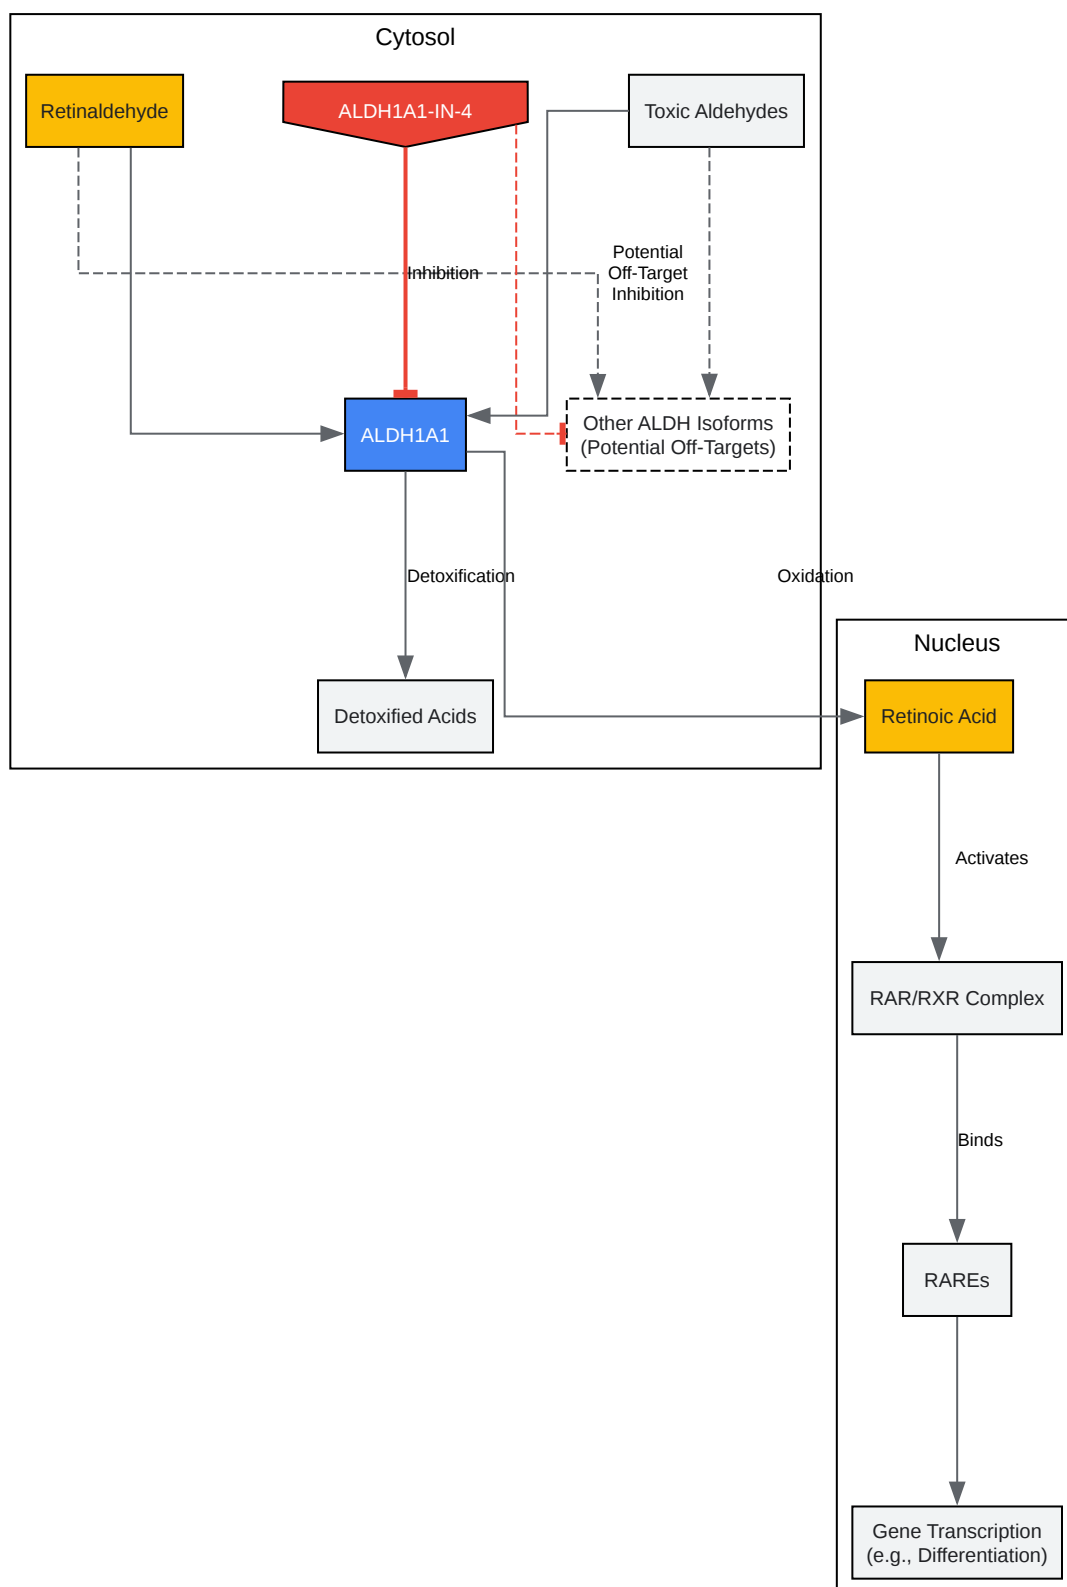 Cytosol
Retinaldehyde
ALDH1A1-IN-4
Toxic Aldehydes
Inhibition
Potential
Off-Target
Inhibition
ALDH1A1
Other ALDH Isoforms
(Potential Off-Targets)
Detoxification
Oxidation
Detoxified Acids
Nucleus
Retinoic Acid
Activates
RAR/RXR Complex
Binds
RAREs
Gene Transcription
(e.g., Differentiation)